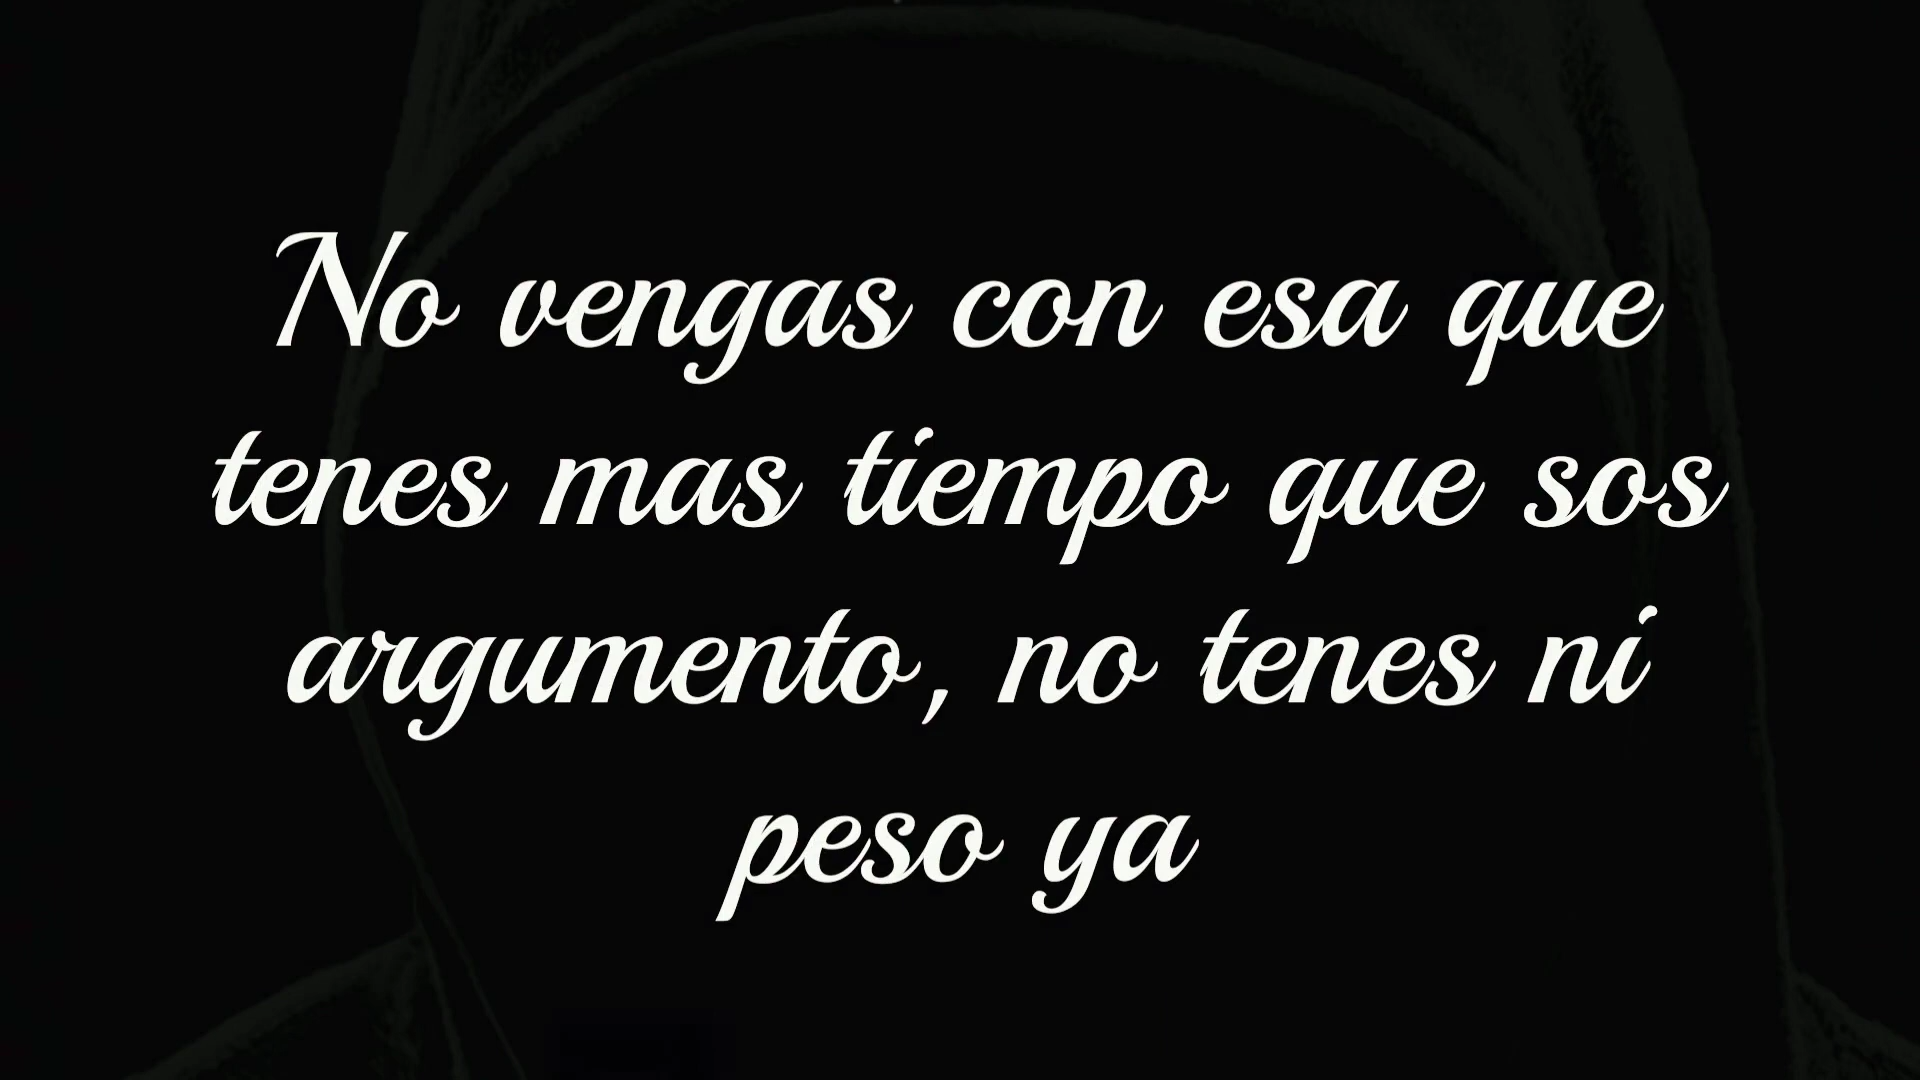 No vengas con esa que
tenes mas tiempo que sos
argumento, no tenes ni
peso ya